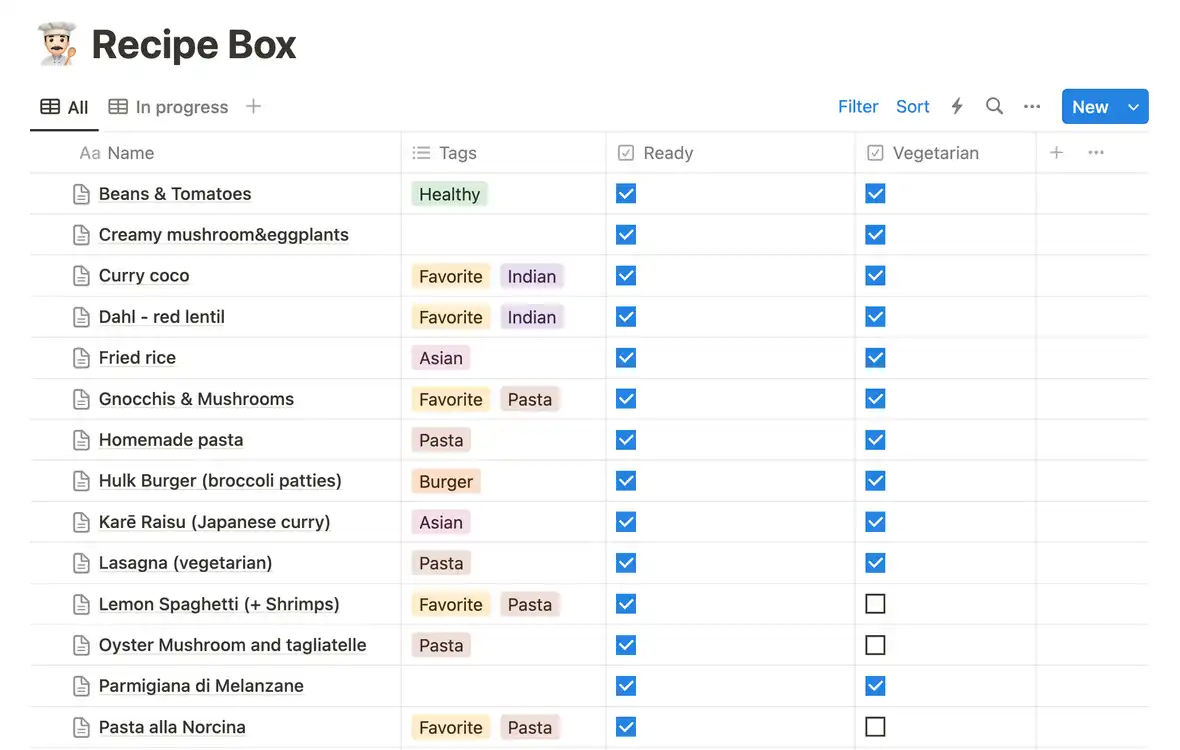 Recipe Box
All In progress
Filter Sort New
Aa Name Tags Ready Vegetarian
Beans & Tomatoes Healthy
Creamy mushroom&eggplants
Curry coco Favorite Indian
Dahl - red lentil Favorite Indian
Fried rice Asian
Gnocchis & Mushrooms Favorite Pasta
Homemade pasta Pasta
Hulk Burger (broccoli patties) Burger
Karē Raisu (Japanese curry) Asian
Lasagna (vegetarian) Pasta
Lemon Spaghetti (+ Shrimps) Favorite Pasta
Oyster Mushroom and tagliatelle Pasta
Parmigiana di Melanzane
Pasta alla Norcina Favorite Pasta